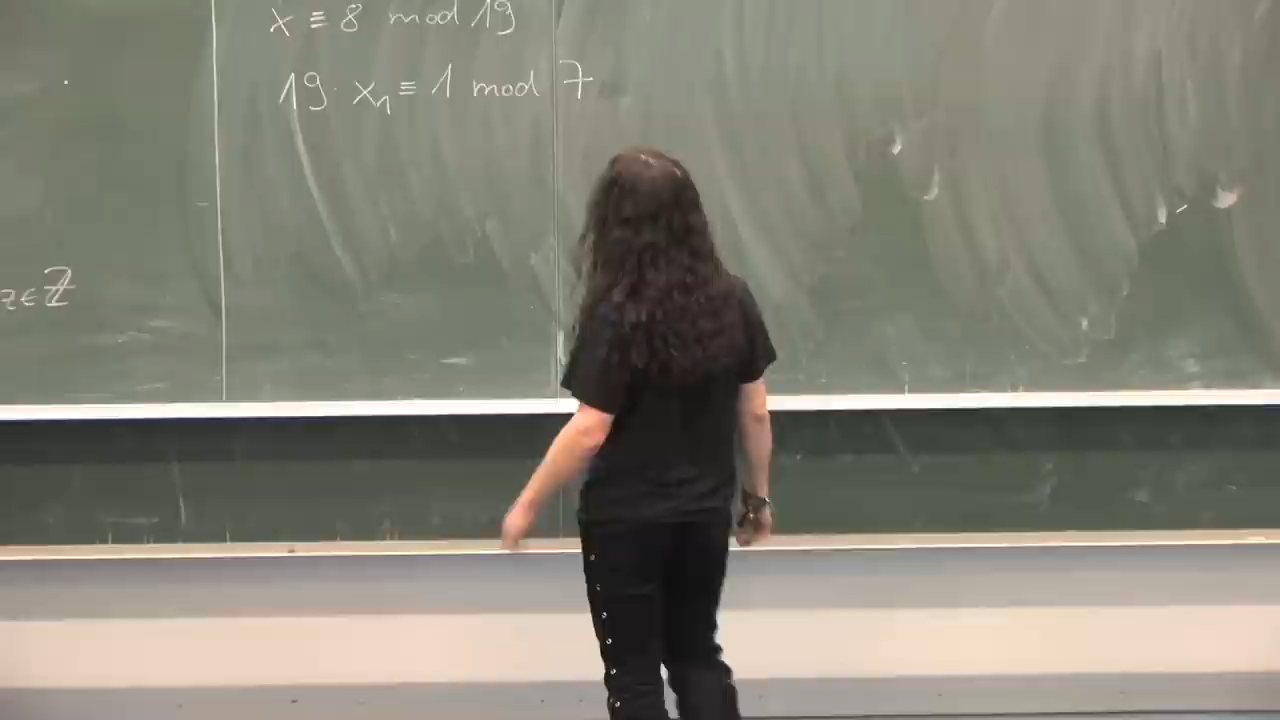 x ≡ 8 mod 19
19 · x₁ ≡ 1 mod 7
z ∈ ℤ